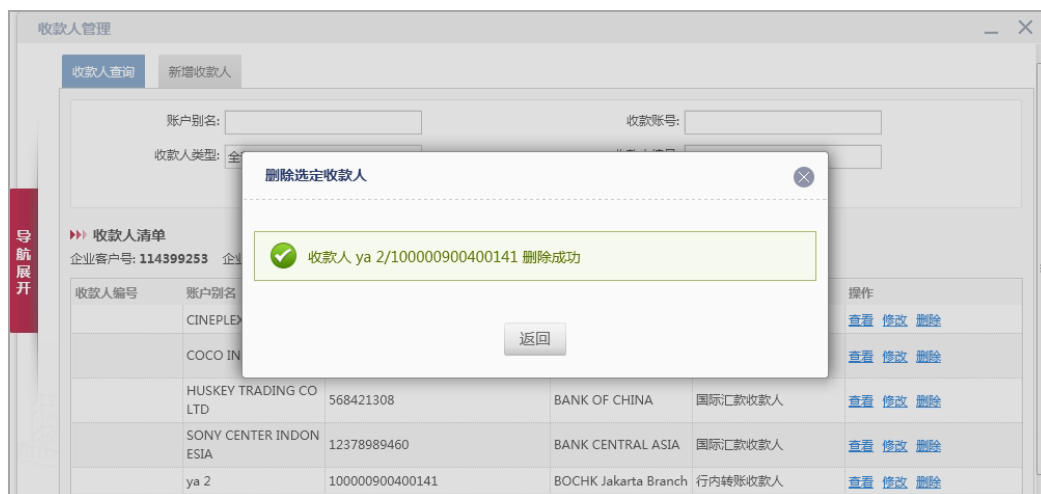 收款人管理
收款人查询 新增收款人
账户别名: 收款账号:
收款人类型: 全
删除选定收款人
收款人 ya 2/100000900400141 删除成功
返回
导航展开
收款人清单
企业客户号: 114399253 企业
收款人编号 账户别名 操作
CINEPLEX 查看 修改 删除
COCO IN 查看 修改 删除
HUSKEY TRADING CO 568421308 BANK OF CHINA 国际汇款收款人 查看 修改 删除
LTD
SONY CENTER INDON 12378989460 BANK CENTRAL ASIA 国际汇款收款人 查看 修改 删除
ESIA
ya 2 100000900400141 BOCHK Jakarta Branch 行内转账收款人 查看 修改 删除